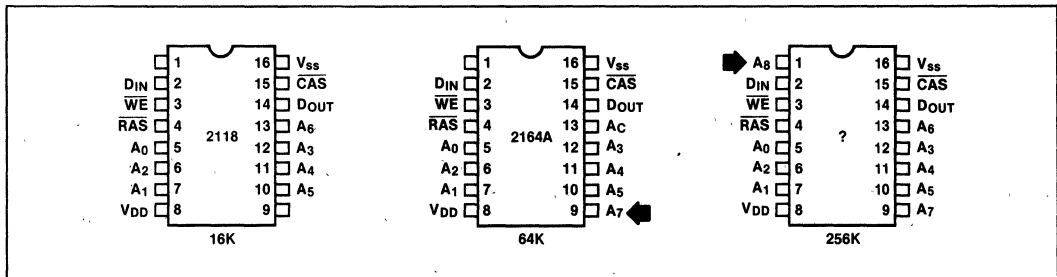 1 16 VSS
DIN 2 15 CAS
WE 3 14 DOUT
RAS 4 13 A6
2118
A0 5 12 A3
A2 6 11 A4
A1 7 10 A5
VDD 8 9
16K
1 16 VSS
DIN 2 15 CAS
WE 3 14 DOUT
RAS 4 13 AC
2164A
A0 5 12 A3
A2 6 11 A4
A1 7 10 A5
VDD 8 9 A7
64K
A8 1 16 VSS
DIN 2 15 CAS
WE 3 14 DOUT
RAS 4 13 A6
?
A0 5 12 A3
A2 6 11 A4
A1 7 10 A5
VDD 8 9 A7
256K